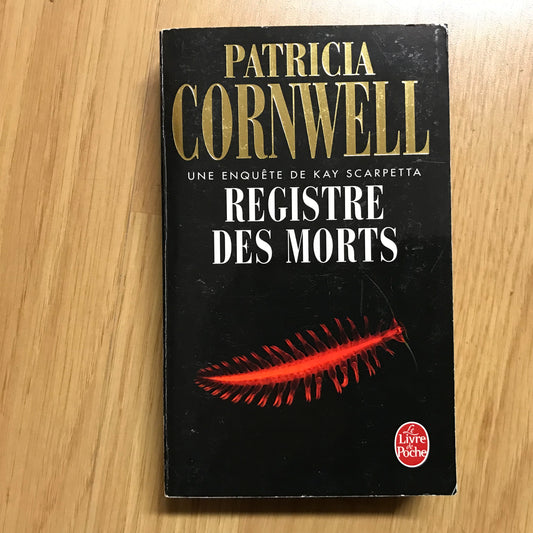 PATRICIA
CORNWELL
UNE ENQUÊTE DE KAY SCARPETTA
REGISTRE
DES MORTS
Le
Livre
de
Poche